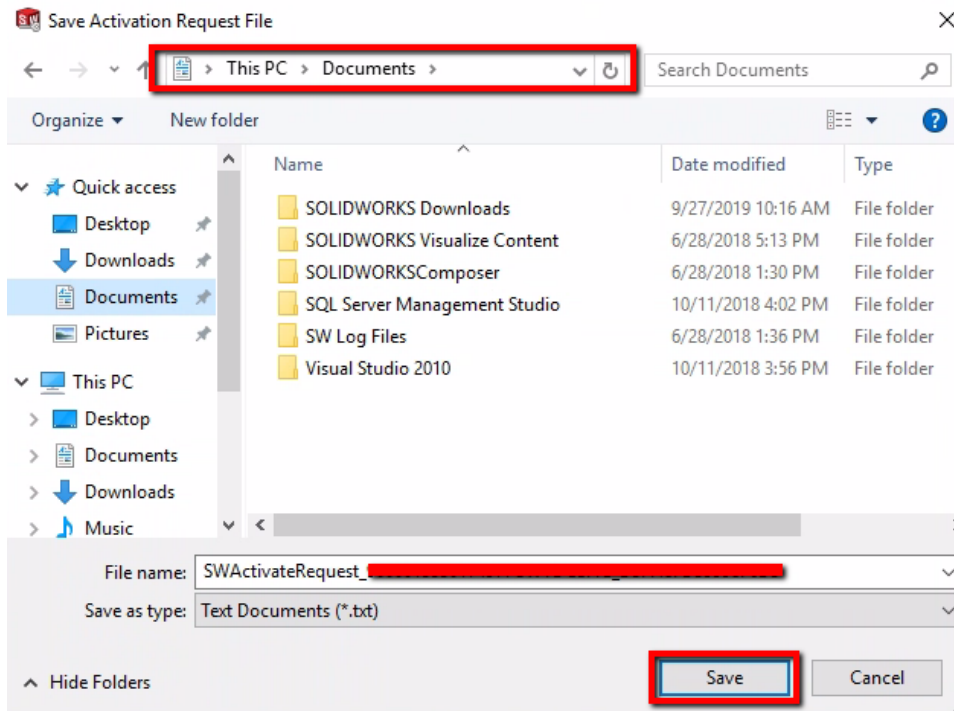 Save Activation Request File
This PC > Documents >
Search Documents
Organize
New folder
Name
Date modified
Type
Quick access
Desktop
Downloads
Documents
Pictures
This PC
Desktop
Documents
Downloads
Music
SOLIDWORKS Downloads 9/27/2019 10:16 AM File folder
SOLIDWORKS Visualize Content 6/28/2018 5:13 PM File folder
SOLIDWORKSComposer 6/28/2018 1:30 PM File folder
SQL Server Management Studio 10/11/2018 4:02 PM File folder
SW Log Files 6/28/2018 1:36 PM File folder
Visual Studio 2010 10/11/2018 3:56 PM File folder
File name: SWActivateRequest_
Save as type: Text Documents (*.txt)
Hide Folders
Save
Cancel